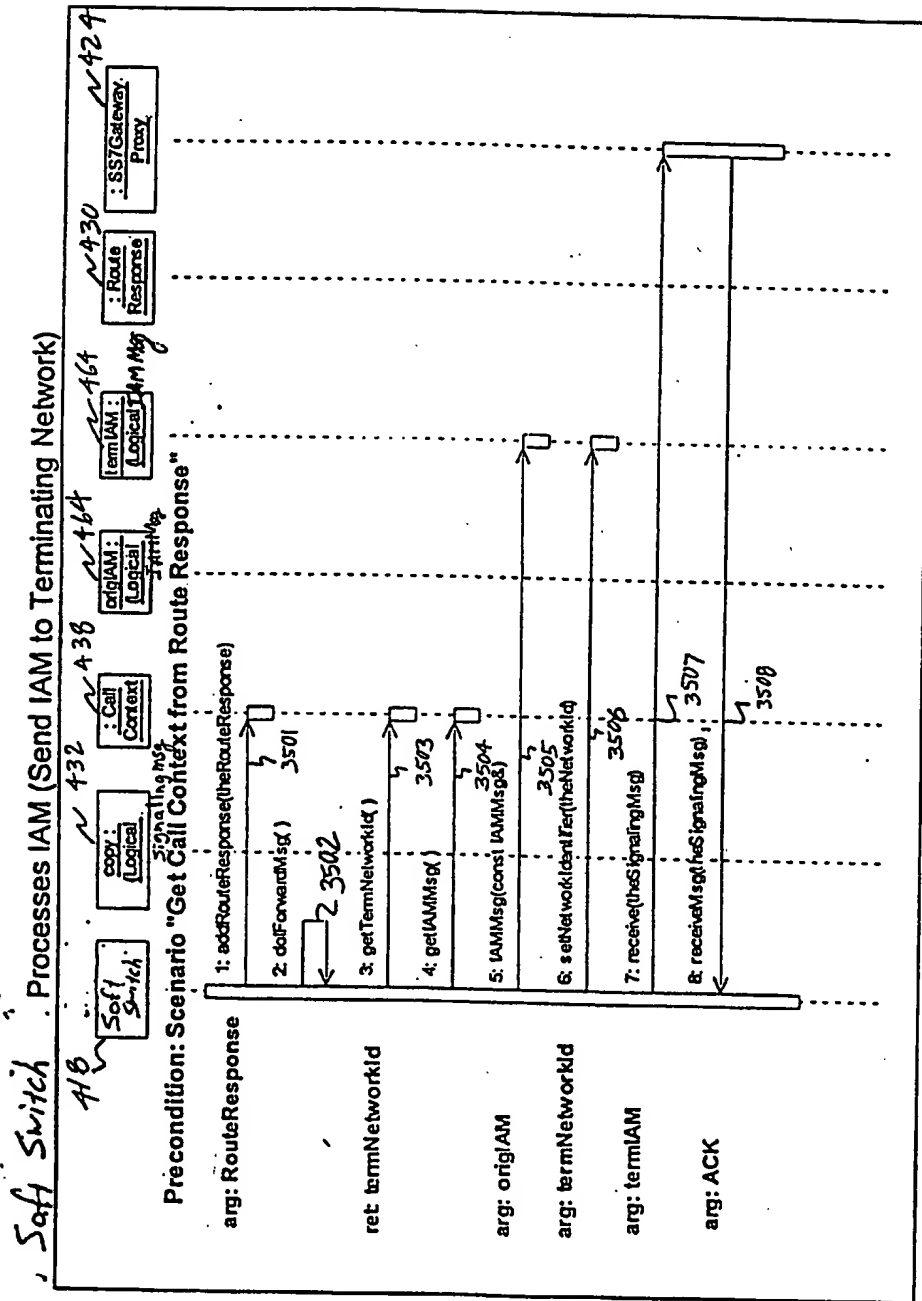 Soft Switch Processes IAM (Send IAM to Terminating Network)
418
432
438
464
464
430
424
Soft Switch
copy : (Logical Signaling Msg
: Call Context
origIAM : (Logical IAMMsg
termIAM : (Logical IAM Msg
: Route Response
: SS7Gateway Proxy
Precondition: Scenario "Get Call Context from Route Response"
arg: RouteResponse
1: addRouteResponse(theRouteResponse)
3501
2: doIForwardMsg( )
3502
ret: termNetworkId
3: getTermNetworkId( )
3503
4: getIAMMsg( )
3504
arg: origIAM
5: IAMMsg(const IAMMsg&)
3505
arg: termNetworkId
6: setNetworkIdentifier(theNetworkId)
3506
arg: termIAM
7: receive(theSignalingMsg)
3507
arg: ACK
8: receiveMsg(theSignalingMsg)
3508